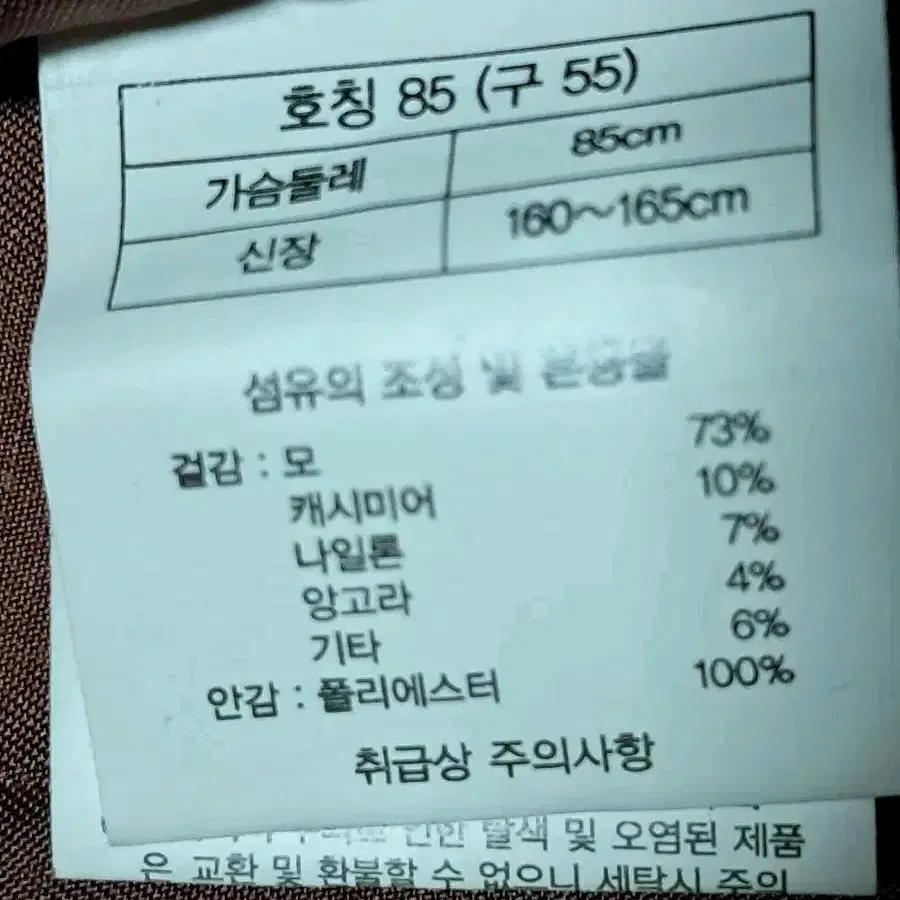 호칭 85 (구 55)
가슴둘레 85cm
신장 160~165cm
섬유의 조성 및 혼용율
겉감 : 모 73%
캐시미어 10%
나일론 7%
앙고라 4%
기타 6%
안감 : 폴리에스터 100%
취급상 주의사항
인한 탈색 및 오염된 제품
은 교환 및 환불할 수 없으니 세탁시 주의